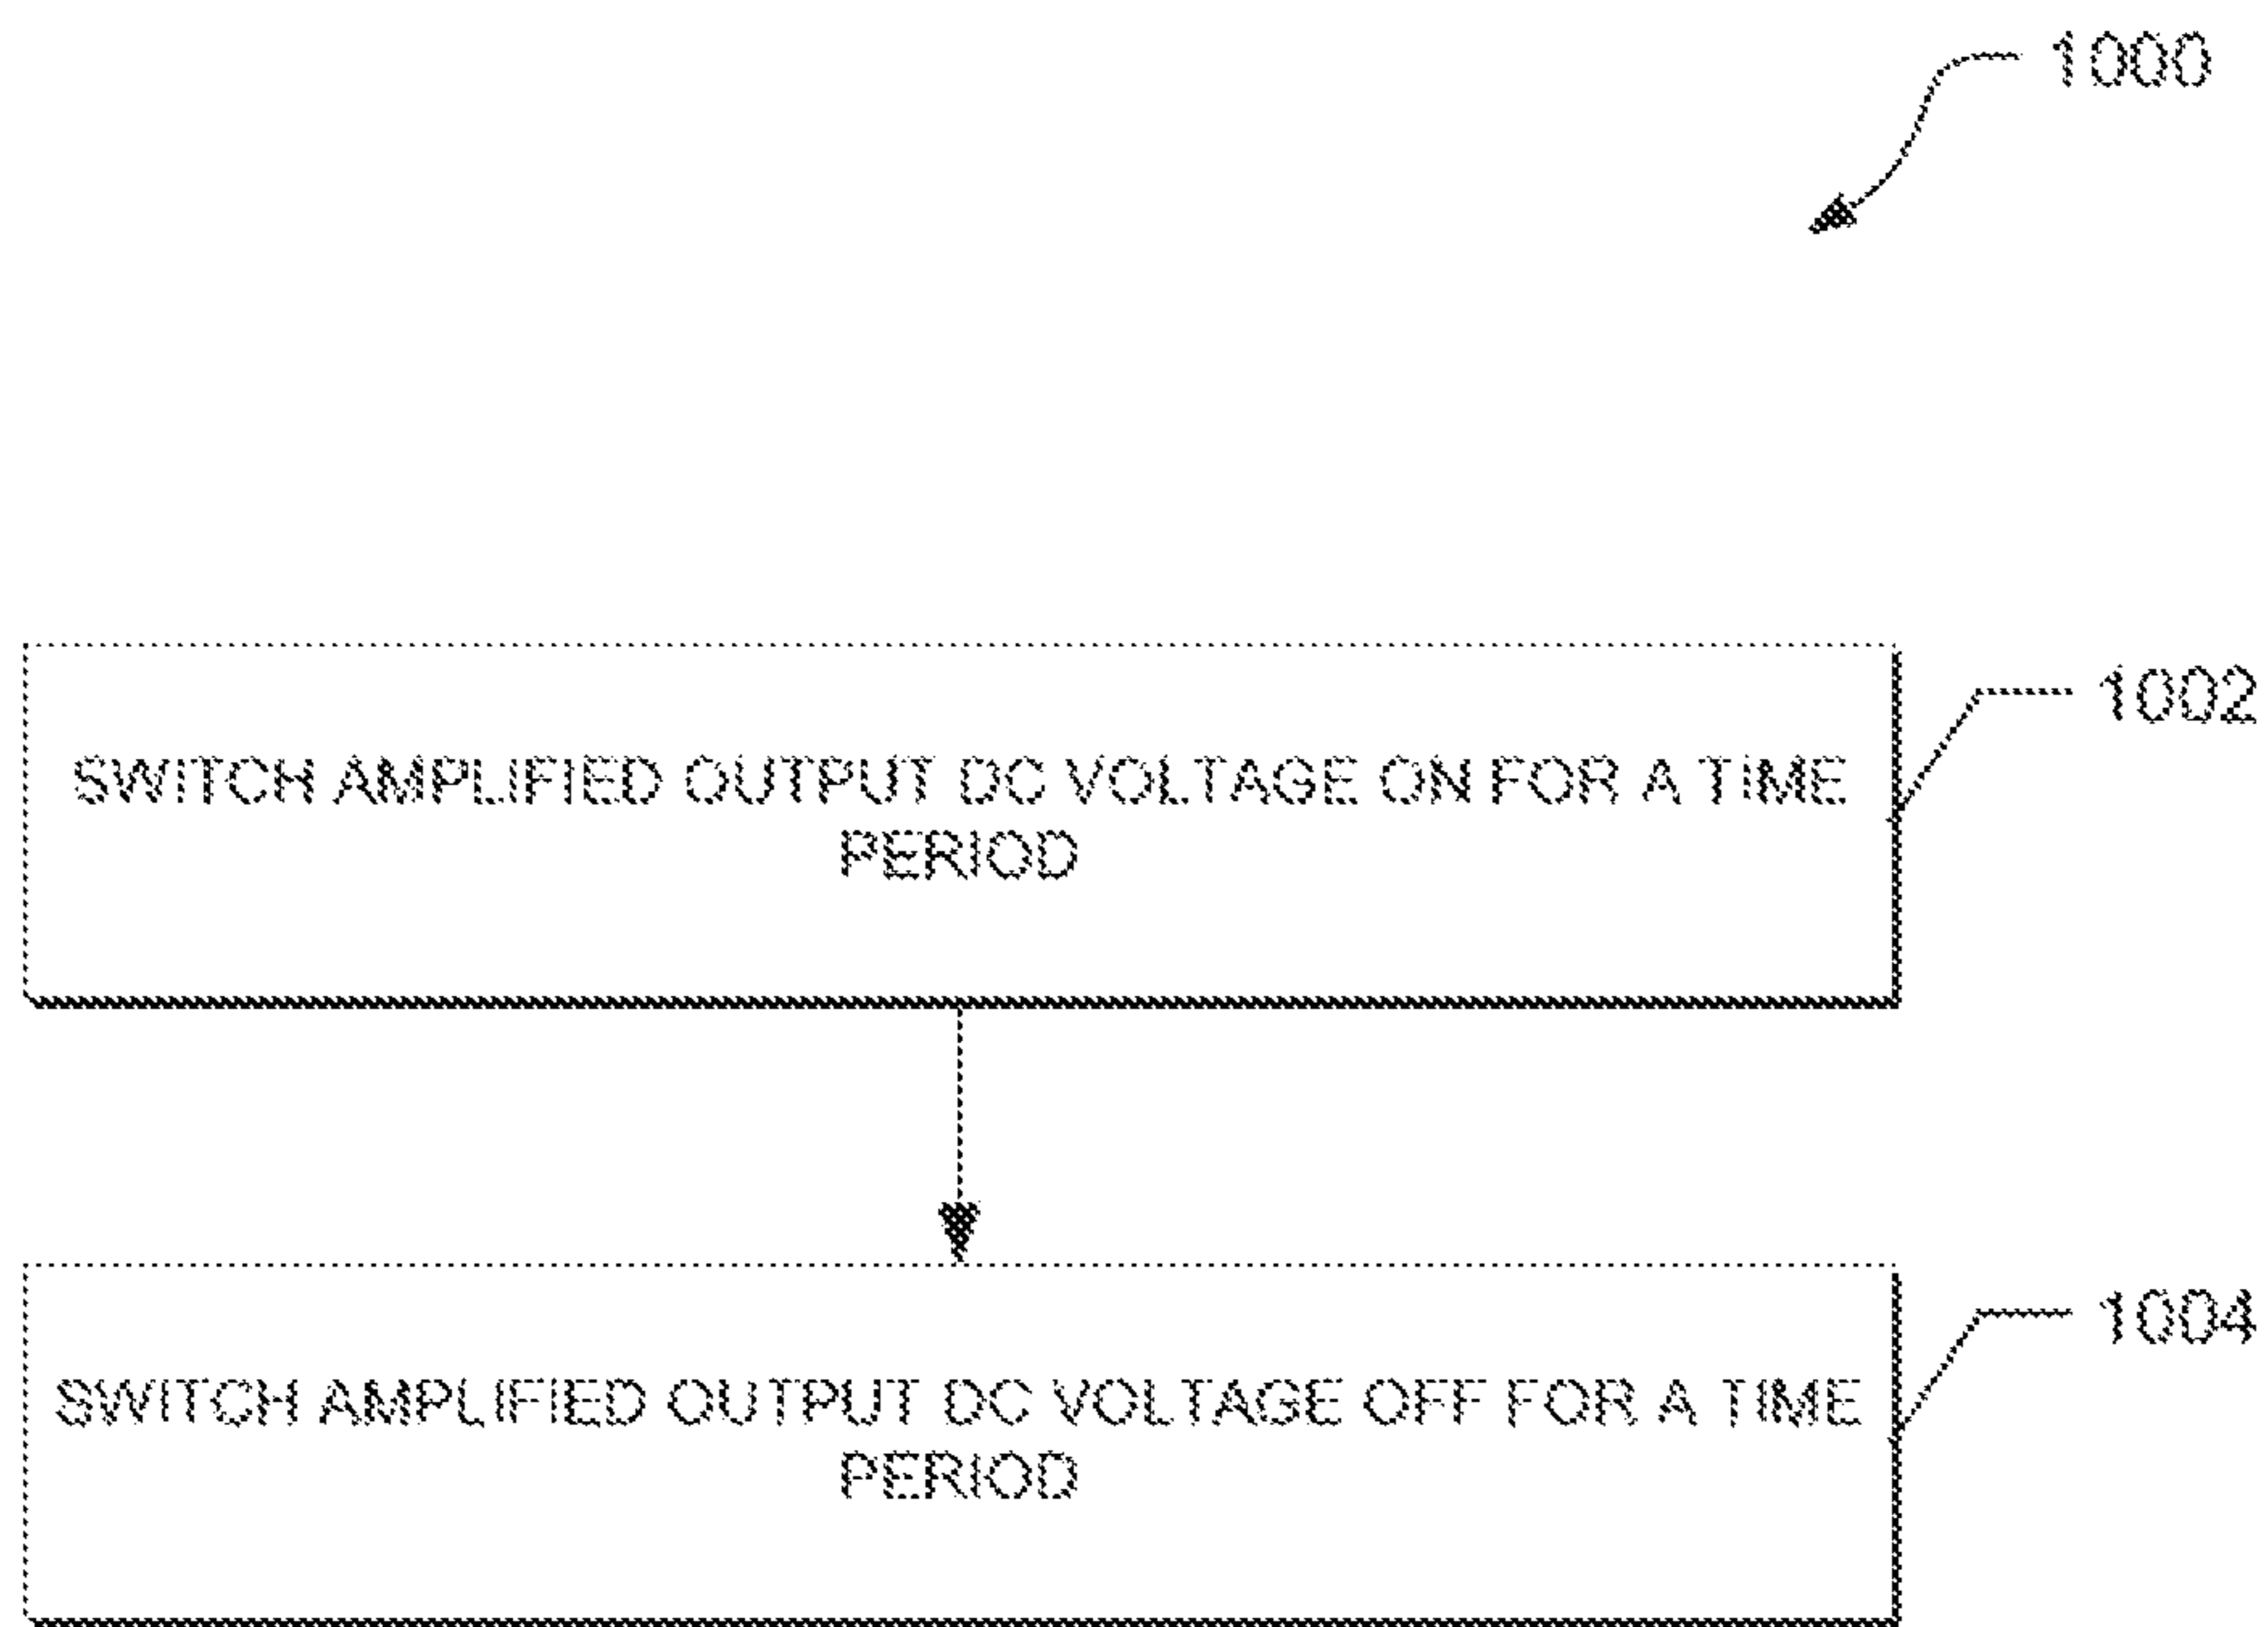 1000
1002
SWITCH AMPLIFIED OUTPUT DC VOLTAGE ON FOR A TIME
PERIOD
1004
SWITCH AMPLIFIED OUTPUT DC VOLTAGE OFF FOR A TIME
PERIOD